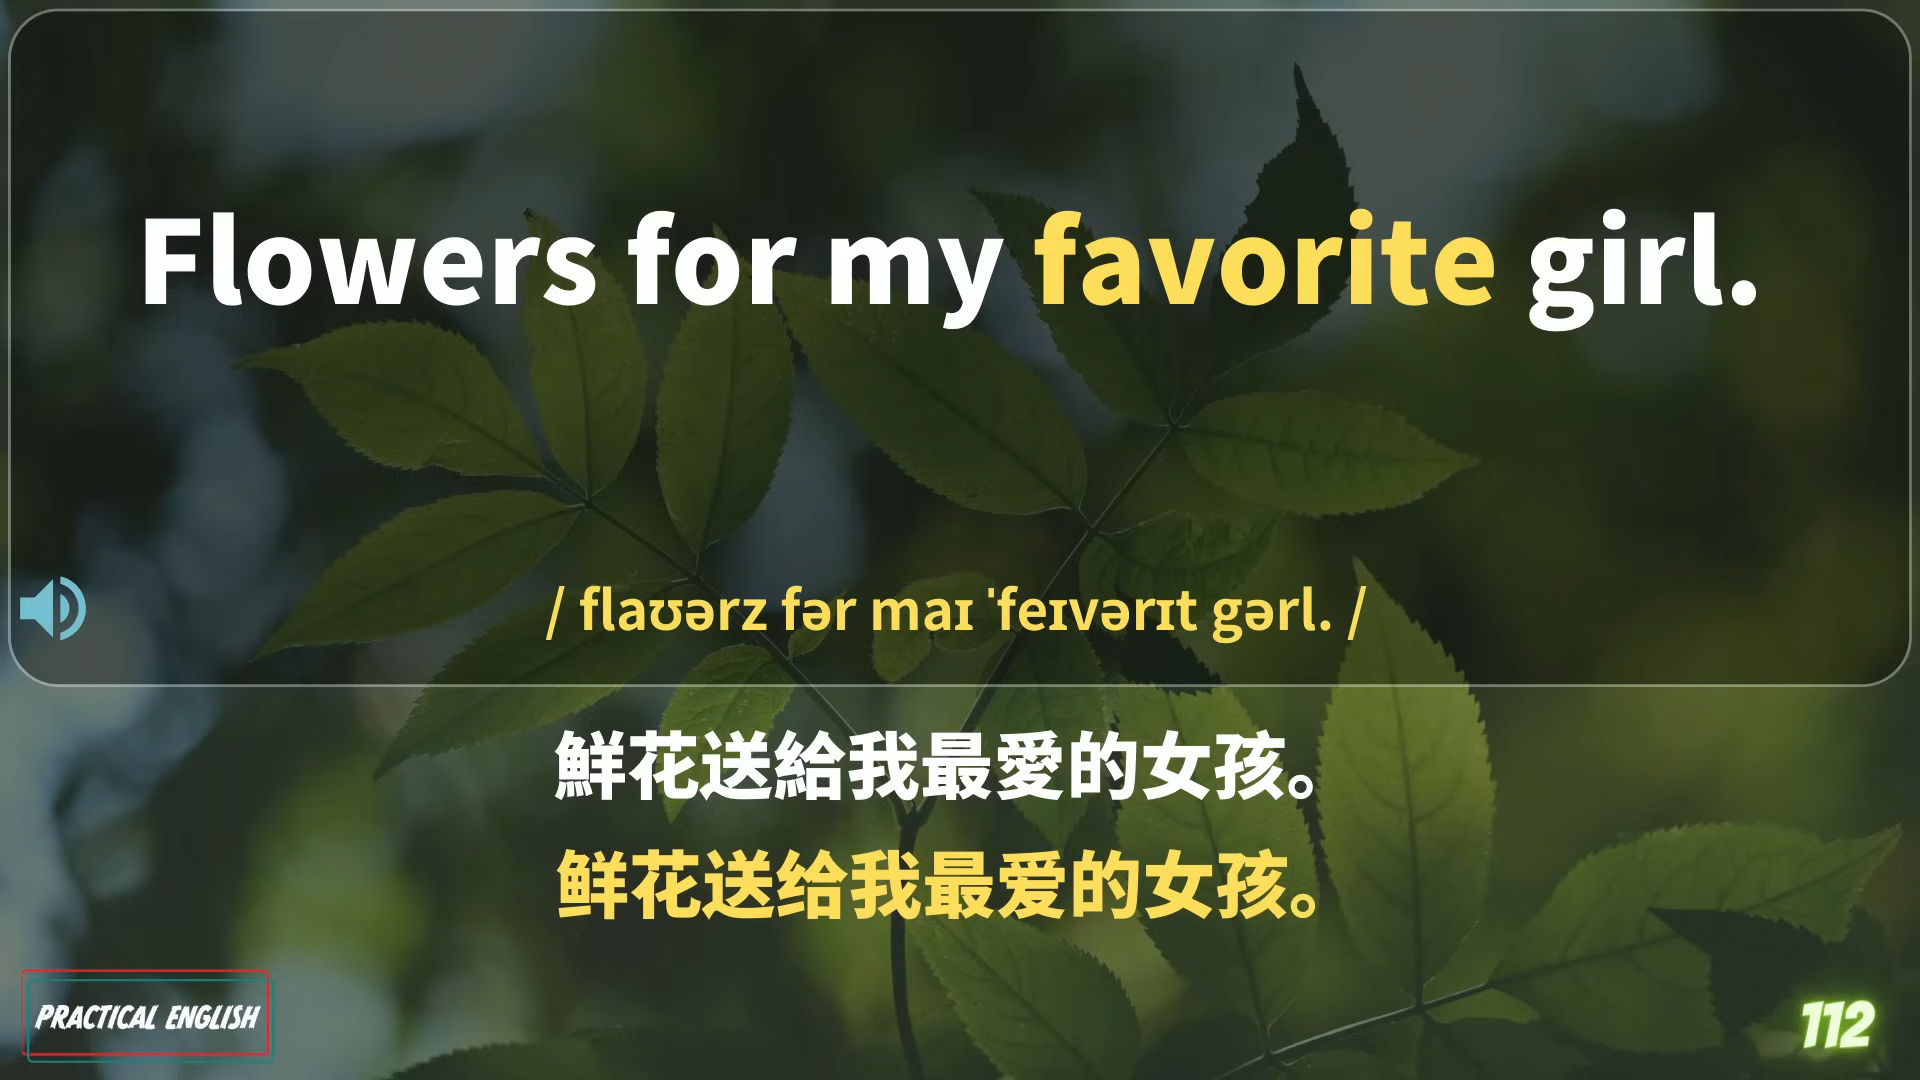 Flowers for my favorite girl.
/ flaʊərz fər maɪ ˈfeɪvərɪt gərl. /
鮮花送給我最愛的女孩。
鲜花送给我最爱的女孩。
PRACTICAL ENGLISH
112